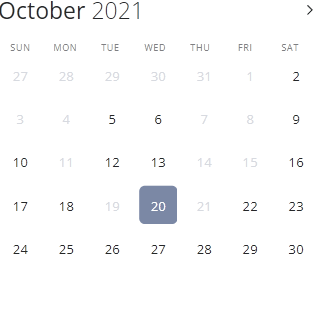 October 2021
SUN MON TUE WED THU FRI SAT
27 28 29 30 31 1 2
3 4 5 6 7 8 9
10 11 12 13 14 15 16
17 18 19 20 21 22 23
24 25 26 27 28 29 30